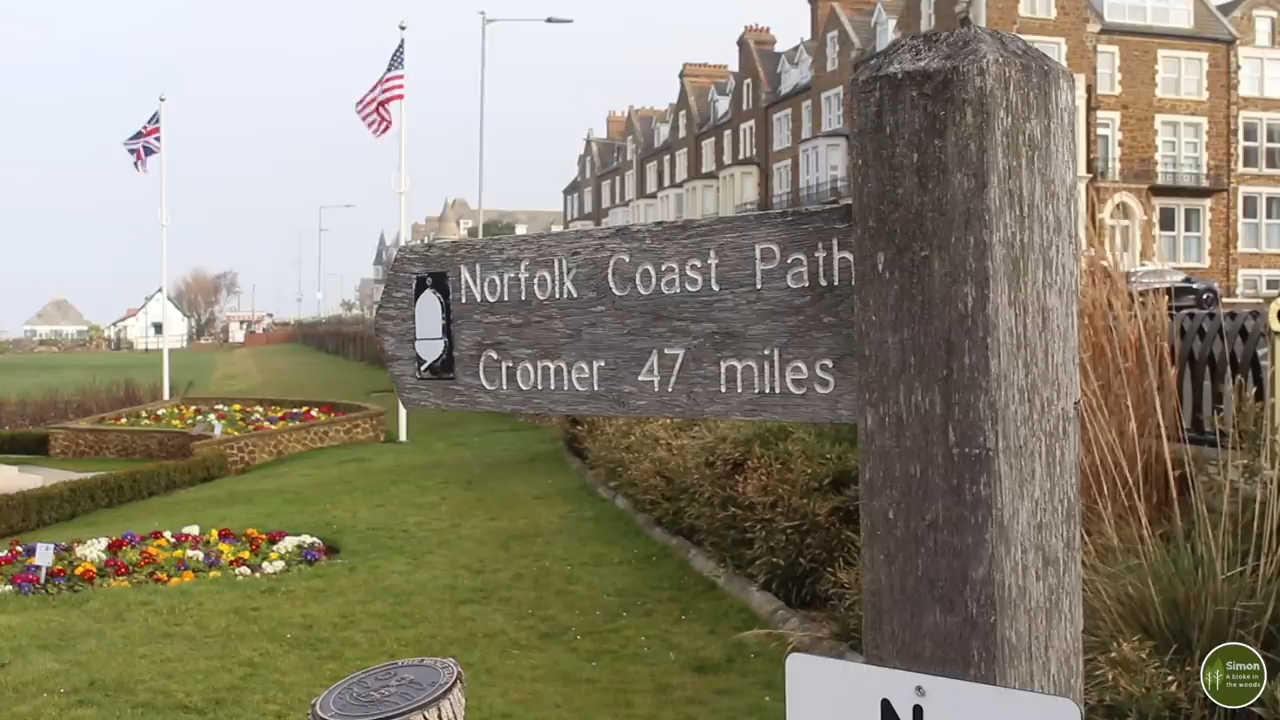 Norfolk Coast Path
Cromer 47 miles
N
Simon
A bloke in
the woods